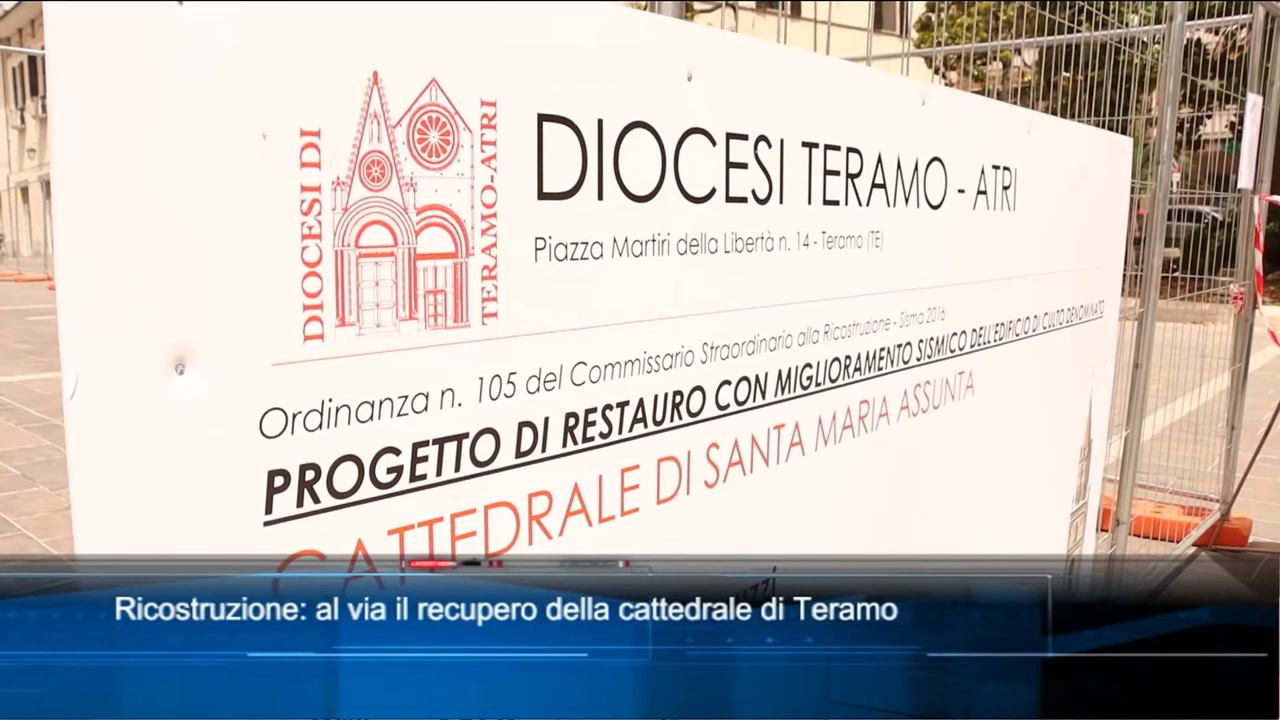 DIOCESI DI
TERAMO-ATRI
DIOCESI TERAMO - ATRI
Piazza Martiri della Libertà n. 14 - Teramo (TE)
Ordinanza n. 105 del Commissario Straordinario alla Ricostruzione - Sisma 2016
PROGETTO DI RESTAURO CON MIGLIORAMENTO SISMICO DELL'EDIFICIO DI CULTO DENOMINATO
CATTEDRALE DI SANTA MARIA ASSUNTA
Ricostruzione: al via il recupero della cattedrale di Teramo